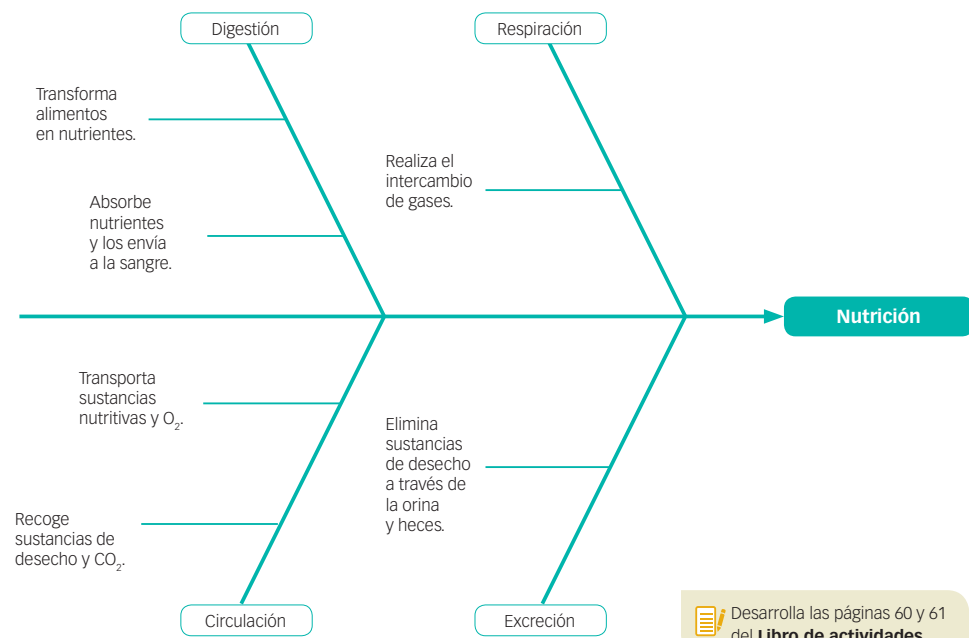 Digestión
Respiración
Transforma
alimentos
en nutrientes.
Realiza el
intercambio
de gases.
Absorbe
nutrientes
y los envía
a la sangre.
Nutrición
Transporta
sustancias
nutritivas y O₂.
Elimina
sustancias
de desecho
a través de
la orina
y heces.
Recoge
sustancias de
desecho y CO₂.
Circulación
Excreción
Desarrolla las páginas 60 y 61
del Libro de actividades